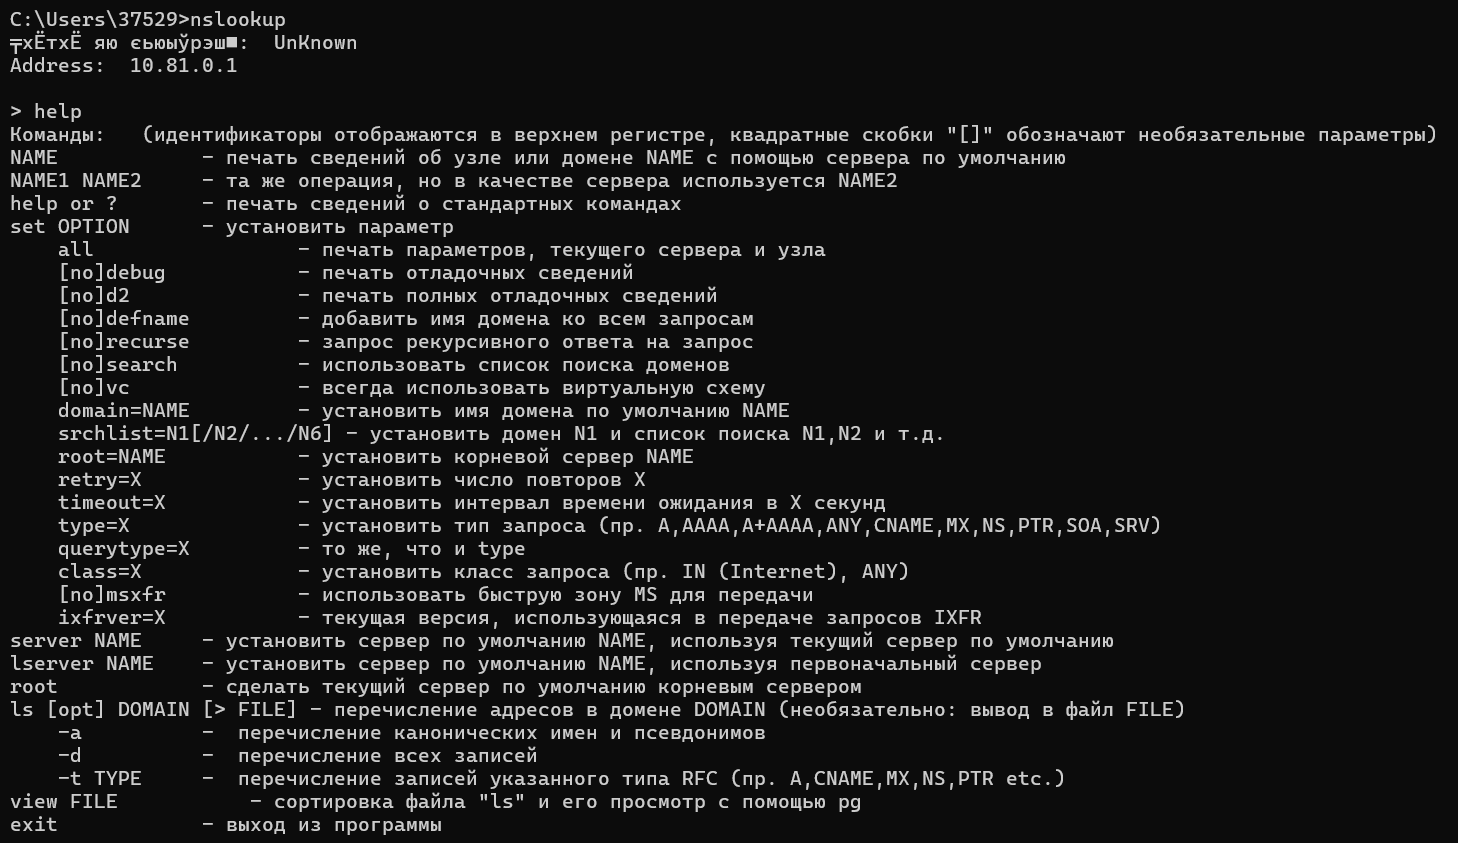 C:\Users\37529>nslookup
╤хЁтхЁ яю єьюыўрэш■:  UnKnown
Address:  10.81.0.1
> help
Команды:   (идентификаторы отображаются в верхнем регистре, квадратные скобки "[]" обозначают необязательные параметры)
NAME            - печать сведений об узле или домене NAME с помощью сервера по умолчанию
NAME1 NAME2     - та же операция, но в качестве сервера используется NAME2
help or ?       - печать сведений о стандартных командах
set OPTION      - установить параметр
    all                 - печать параметров, текущего сервера и узла
    [no]debug           - печать отладочных сведений
    [no]d2              - печать полных отладочных сведений
    [no]defname         - добавить имя домена ко всем запросам
    [no]recurse         - запрос рекурсивного ответа на запрос
    [no]search          - использовать список поиска доменов
    [no]vc              - всегда использовать виртуальную схему
    domain=NAME         - установить имя домена по умолчанию NAME
    srchlist=N1[/N2/.../N6] - установить домен N1 и список поиска N1,N2 и т.д.
    root=NAME           - установить корневой сервер NAME
    retry=X             - установить число повторов X
    timeout=X           - установить интервал времени ожидания в X секунд
    type=X              - установить тип запроса (пр. A,AAAA,A+AAAA,ANY,CNAME,MX,NS,PTR,SOA,SRV)
    querytype=X         - то же, что и type
    class=X             - установить класс запроса (пр. IN (Internet), ANY)
    [no]msxfr           - использовать быструю зону MS для передачи
    ixfrver=X           - текущая версия, использующаяся в передаче запросов IXFR
server NAME     - установить сервер по умолчанию NAME, используя текущий сервер по умолчанию
lserver NAME    - установить сервер по умолчанию NAME, используя первоначальный сервер
root            - сделать текущий сервер по умолчанию корневым сервером
ls [opt] DOMAIN [> FILE] - перечисление адресов в домене DOMAIN (необязательно: вывод в файл FILE)
    -a          -  перечисление канонических имен и псевдонимов
    -d          -  перечисление всех записей
    -t TYPE     -  перечисление записей указанного типа RFC (пр. A,CNAME,MX,NS,PTR etc.)
view FILE           - сортировка файла "ls" и его просмотр с помощью pg
exit            - выход из программы